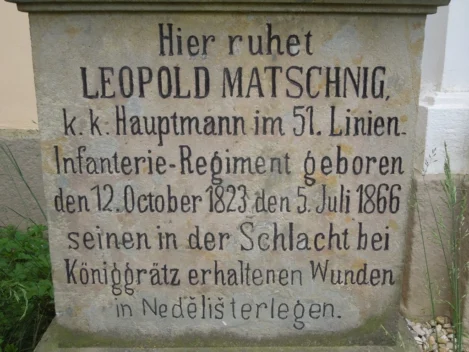 Hier ruhet
LEOPOLD MATSCHNIG,
k. k. Hauptmann im 51. Linien-
Infanterie-Regiment geboren
den 12. October 1823, den 5. Juli 1866
seinen in der Schlacht bei
Königgrätz erhaltenen Wunden
in Nedělišt erlegen.